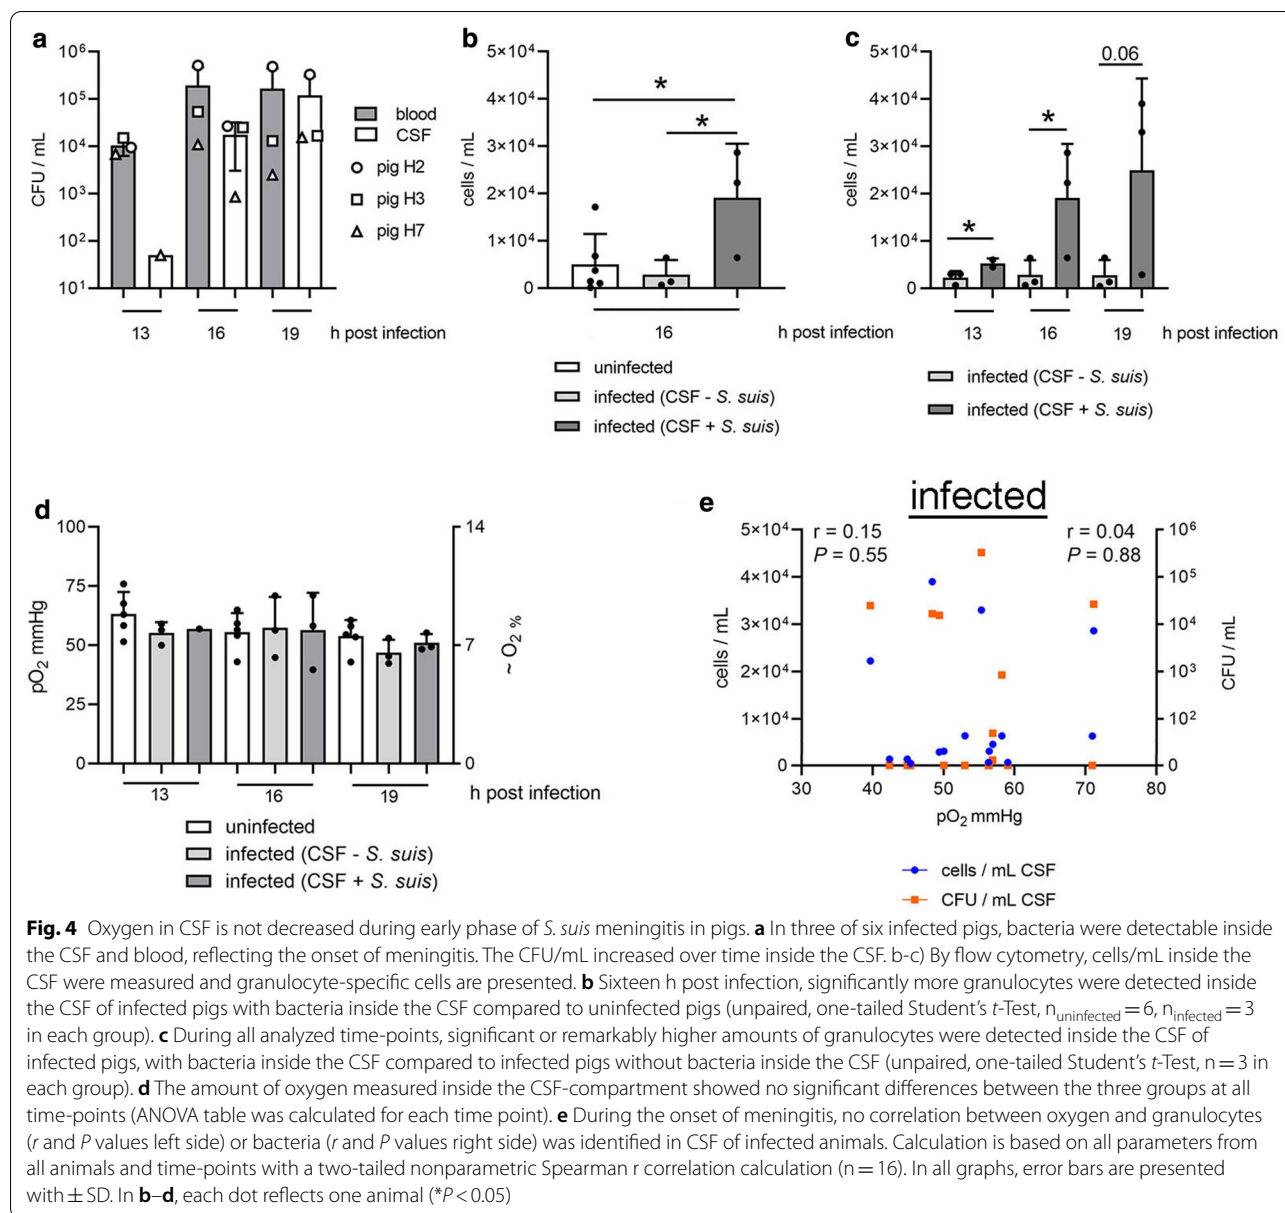 a
10⁶
10⁵
10⁴
10³
10²
10¹
CFU / mL
13
16
19
h post infection
blood
CSF
pig H2
pig H3
pig H7
b
5×10⁴
4×10⁴
3×10⁴
2×10⁴
1×10⁴
0
cells / mL
*
*
16
h post infection
uninfected
infected (CSF - S. suis)
infected (CSF + S. suis)
c
5×10⁴
4×10⁴
3×10⁴
2×10⁴
1×10⁴
0
cells / mL
*
*
0.06
13
16
19
h post infection
infected (CSF - S. suis)
infected (CSF + S. suis)
d
100
75
50
25
0
pO₂ mmHg
14
7
0
~ O₂ %
13
16
19
h post infection
uninfected
infected (CSF - S. suis)
infected (CSF + S. suis)
e
infected
r = 0.15
P = 0.55
r = 0.04
P = 0.88
5×10⁴
4×10⁴
3×10⁴
2×10⁴
1×10⁴
0
cells / mL
10⁶
10⁵
10⁴
10³
10²
0
CFU / mL
30 40 50 60 70 80
pO₂ mmHg
cells / mL CSF
CFU / mL CSF
Fig. 4 Oxygen in CSF is not decreased during early phase of S. suis meningitis in pigs. a In three of six infected pigs, bacteria were detectable inside
the CSF and blood, reflecting the onset of meningitis. The CFU/mL increased over time inside the CSF. b-c) By flow cytometry, cells/mL inside the
CSF were measured and granulocyte-specific cells are presented. b Sixteen h post infection, significantly more granulocytes were detected inside
the CSF of infected pigs with bacteria inside the CSF compared to uninfected pigs (unpaired, one-tailed Student's t-Test, nuninfected = 6, ninfected = 3
in each group). c During all analyzed time-points, significant or remarkably higher amounts of granulocytes were detected inside the CSF of
infected pigs, with bacteria inside the CSF compared to infected pigs without bacteria inside the CSF (unpaired, one-tailed Student's t-Test, n = 3 in
each group). d The amount of oxygen measured inside the CSF-compartment showed no significant differences between the three groups at all
time-points (ANOVA table was calculated for each time point). e During the onset of meningitis, no correlation between oxygen and granulocytes
(r and P values left side) or bacteria (r and P values right side) was identified in CSF of infected animals. Calculation is based on all parameters from
all animals and time-points with a two-tailed nonparametric Spearman r correlation calculation (n = 16). In all graphs, error bars are presented
with ± SD. In b–d, each dot reflects one animal (*P < 0.05)